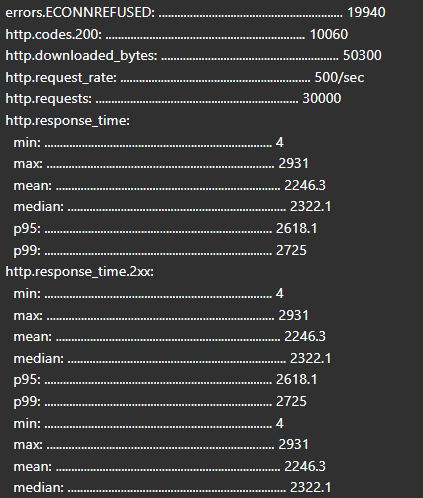 errors.ECONNREFUSED: ......................................................................... 19940
http.codes.200: .................................................................... 10060
http.downloaded_bytes: ......................................................... 50300
http.request_rate: ............................................................. 500/sec
http.requests: ................................................................. 30000
http.response_time:
min: ......................................................................... 4
max: ......................................................................... 2931
mean: ........................................................................ 2246.3
median: ...................................................................... 2322.1
p95: ......................................................................... 2618.1
p99: ......................................................................... 2725
http.response_time.2xx:
min: ......................................................................... 4
max: ......................................................................... 2931
mean: ........................................................................ 2246.3
median: ...................................................................... 2322.1
p95: ......................................................................... 2618.1
p99: ......................................................................... 2725
min: ......................................................................... 4
max: ......................................................................... 2931
mean: ........................................................................ 2246.3
median: ...................................................................... 2322.1